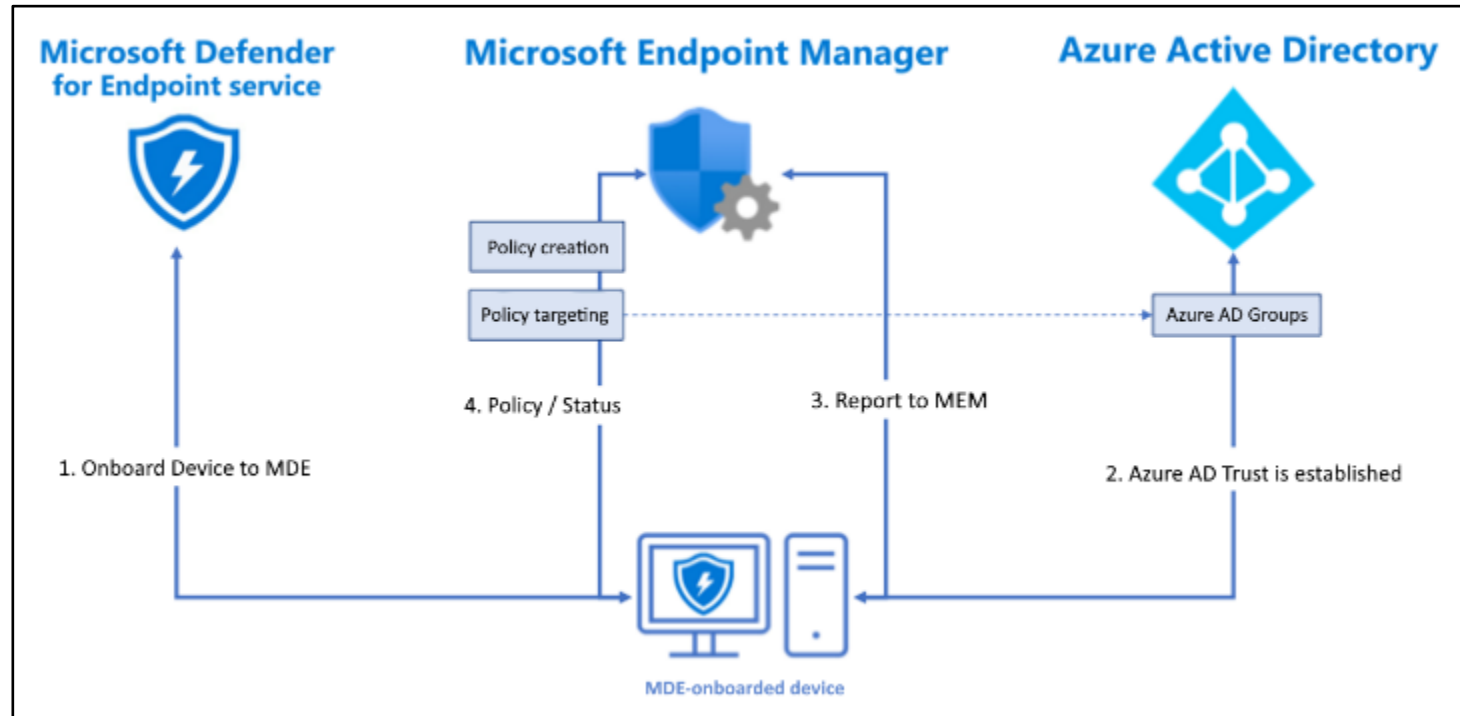 Microsoft Defender
for Endpoint service
Microsoft Endpoint Manager
Azure Active Directory
Policy creation
Policy targeting
Azure AD Groups
4. Policy / Status
3. Report to MEM
1. Onboard Device to MDE
2. Azure AD Trust is established
MDE-onboarded device